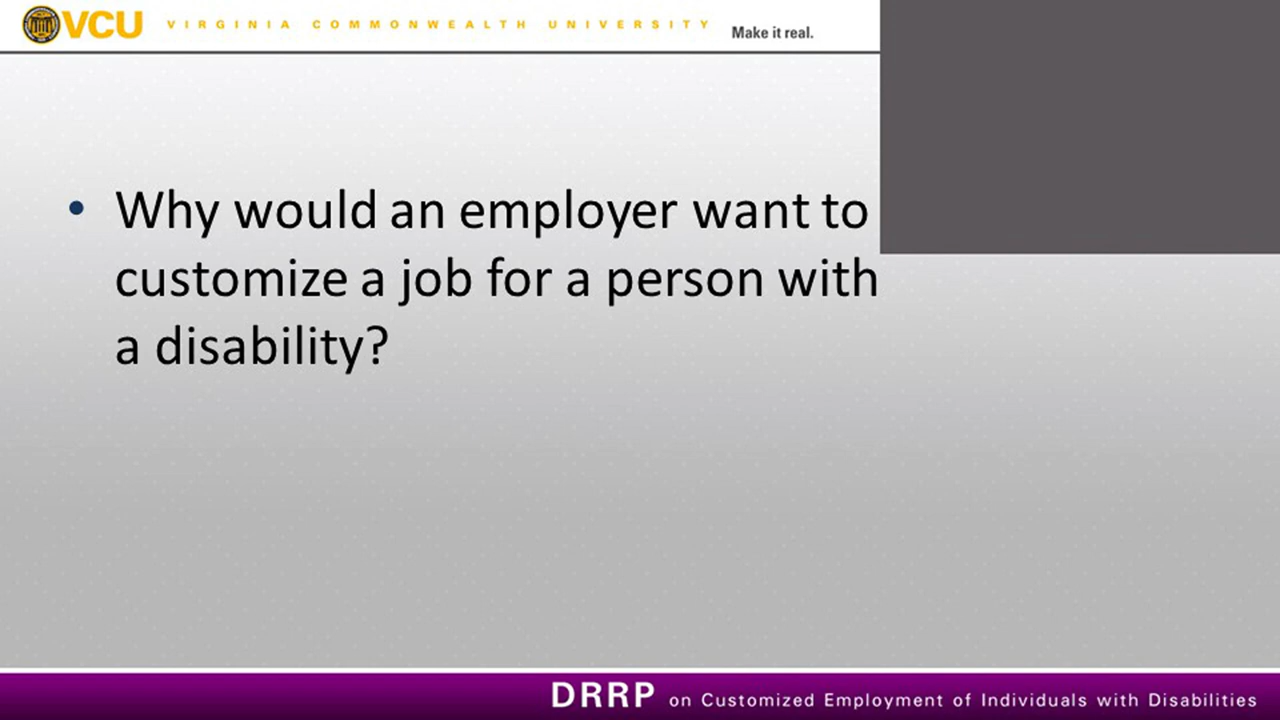 VCU VIRGINIA COMMONWEALTH UNIVERSITY Make it real.
• Why would an employer want to
customize a job for a person with
a disability?
DRRP on Customized Employment of Individuals with Disabilities